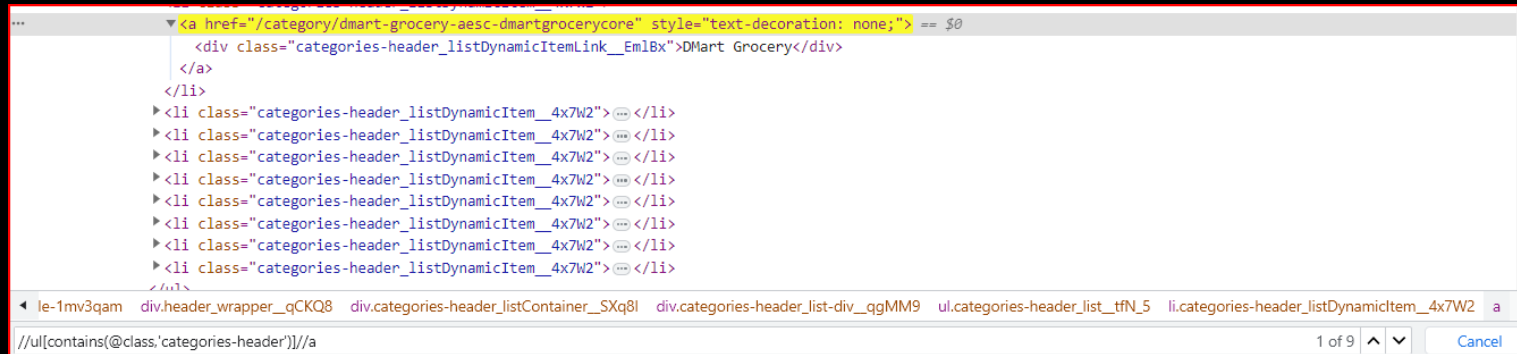 <a href="/category/dmart-grocery-aesc-dmartgrocerycore" style="text-decoration: none;"> == $0
<div class="categories-header_listDynamicItemLink__EmlBx">DMart Grocery</div>
</a>
</li>
<li class="categories-header_listDynamicItem__4x7W2">…</li>
<li class="categories-header_listDynamicItem__4x7W2">…</li>
<li class="categories-header_listDynamicItem__4x7W2">…</li>
<li class="categories-header_listDynamicItem__4x7W2">…</li>
<li class="categories-header_listDynamicItem__4x7W2">…</li>
<li class="categories-header_listDynamicItem__4x7W2">…</li>
<li class="categories-header_listDynamicItem__4x7W2">…</li>
<li class="categories-header_listDynamicItem__4x7W2">…</li>
</ul>
le-1mv3qam div.header_wrapper__qCKQ8 div.categories-header_listContainer__SXq8I div.categories-header_list-div__qgMM9 ul.categories-header_list__tfN_5 li.categories-header_listDynamicItem__4x7W2 a
//ul[contains(@class,'categories-header')]//a 1 of 9 Cancel